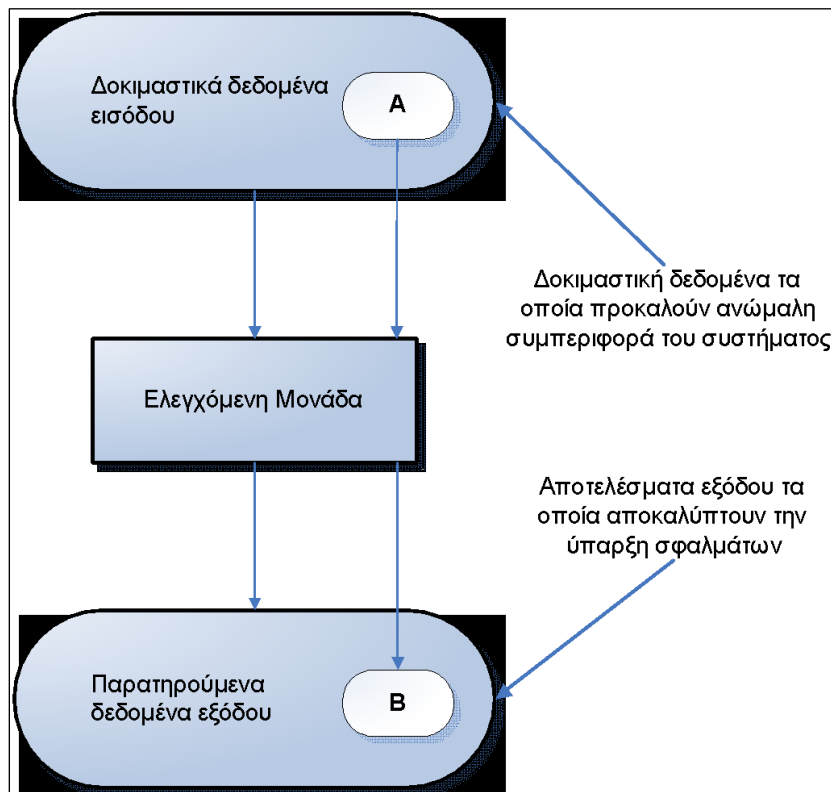 Δοκιμαστικά δεδομένα
εισόδου
A
Δοκιμαστική δεδομένα τα
οποία προκαλούν ανώμαλη
συμπεριφορά του συστήματος
Ελεγχόμενη Μονάδα
Αποτελέσματα εξόδου τα
οποία αποκαλύπτουν την
ύπαρξη σφαλμάτων
Παρατηρούμενα
δεδομένα εξόδου
B